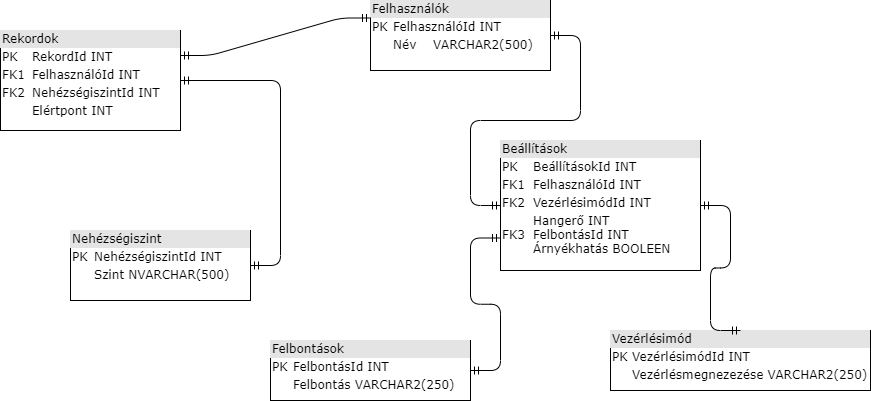 Felhasználók
PK FelhasználóId INT
Név VARCHAR2(500)
Rekordok
PK RekordId INT
FK1 FelhasználóId INT
FK2 NehézségiszintId INT
Elértpont INT
Beállítások
PK BeállításokId INT
FK1 FelhasználóId INT
FK2 VezérlésimódId INT
Hangerő INT
FK3 FelbontásId INT
Árnyékhatás BOOLEEN
Nehézségiszint
PK NehézségiszintId INT
Szint NVARCHAR(500)
Felbontások
PK FelbontásId INT
Felbontás VARCHAR2(250)
Vezérlésimód
PK VezérlésimódId INT
Vezérlésmegnezezése VARCHAR2(250)